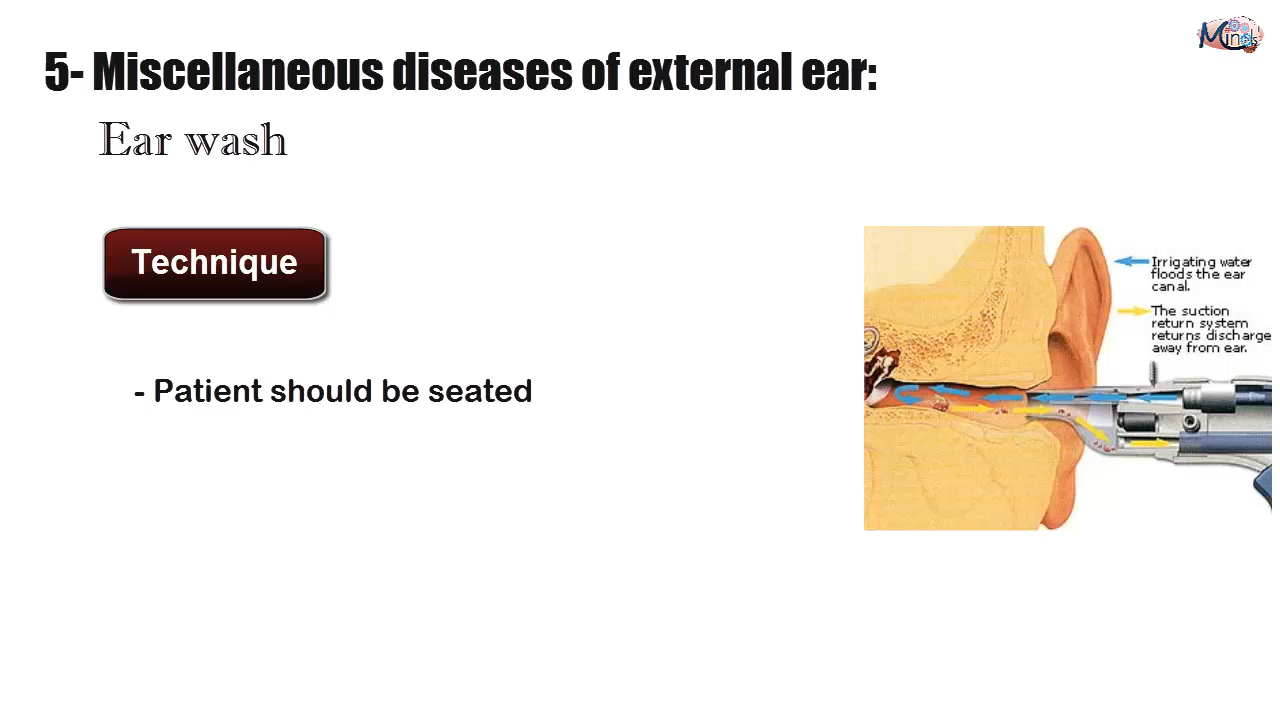 Minds
5- Miscellaneous diseases of external ear:
Ear wash
Technique
- Patient should be seated
Irrigating water
floods the ear
canal.
The suction
return system
returns discharge
away from ear.